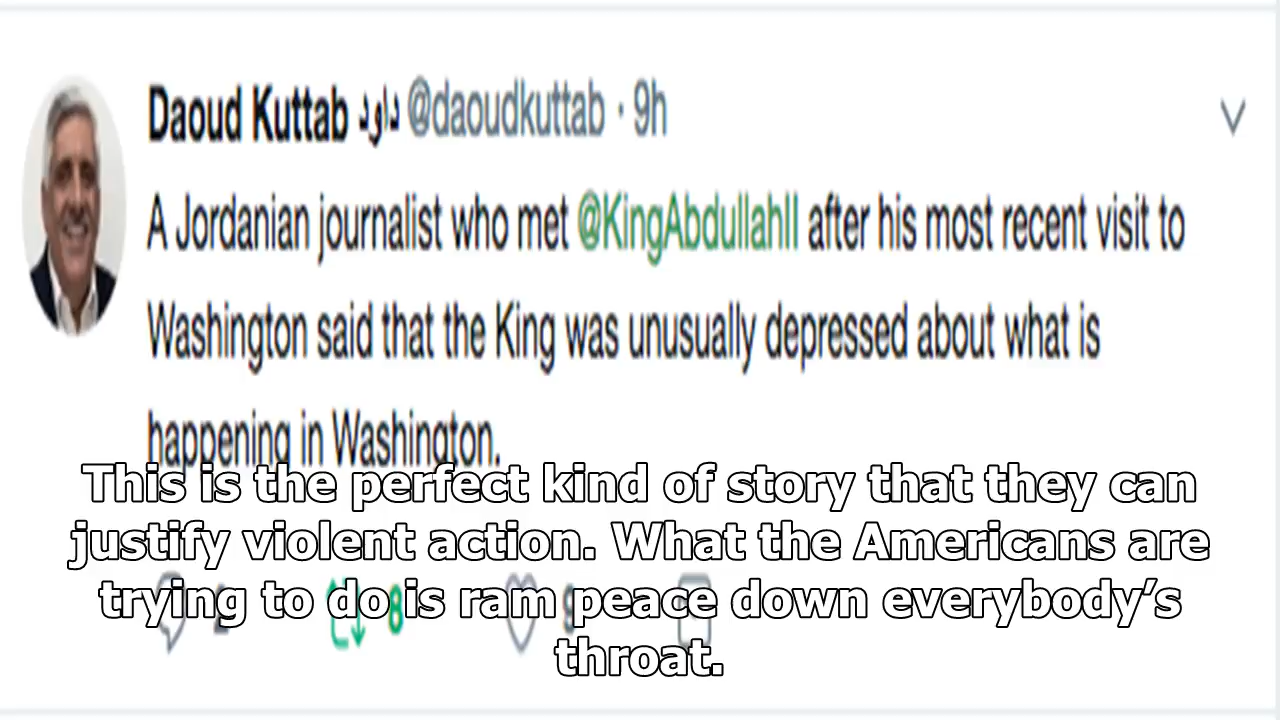 Daoud Kuttab داود @daoudkuttab · 9h
A Jordanian journalist who met @KingAbdullahII after his most recent visit to
Washington said that the King was unusually depressed about what is
happening in Washington.
This is the perfect kind of story that they can
justify violent action. What the Americans are
trying to do is ram peace down everybody’s
throat.
8